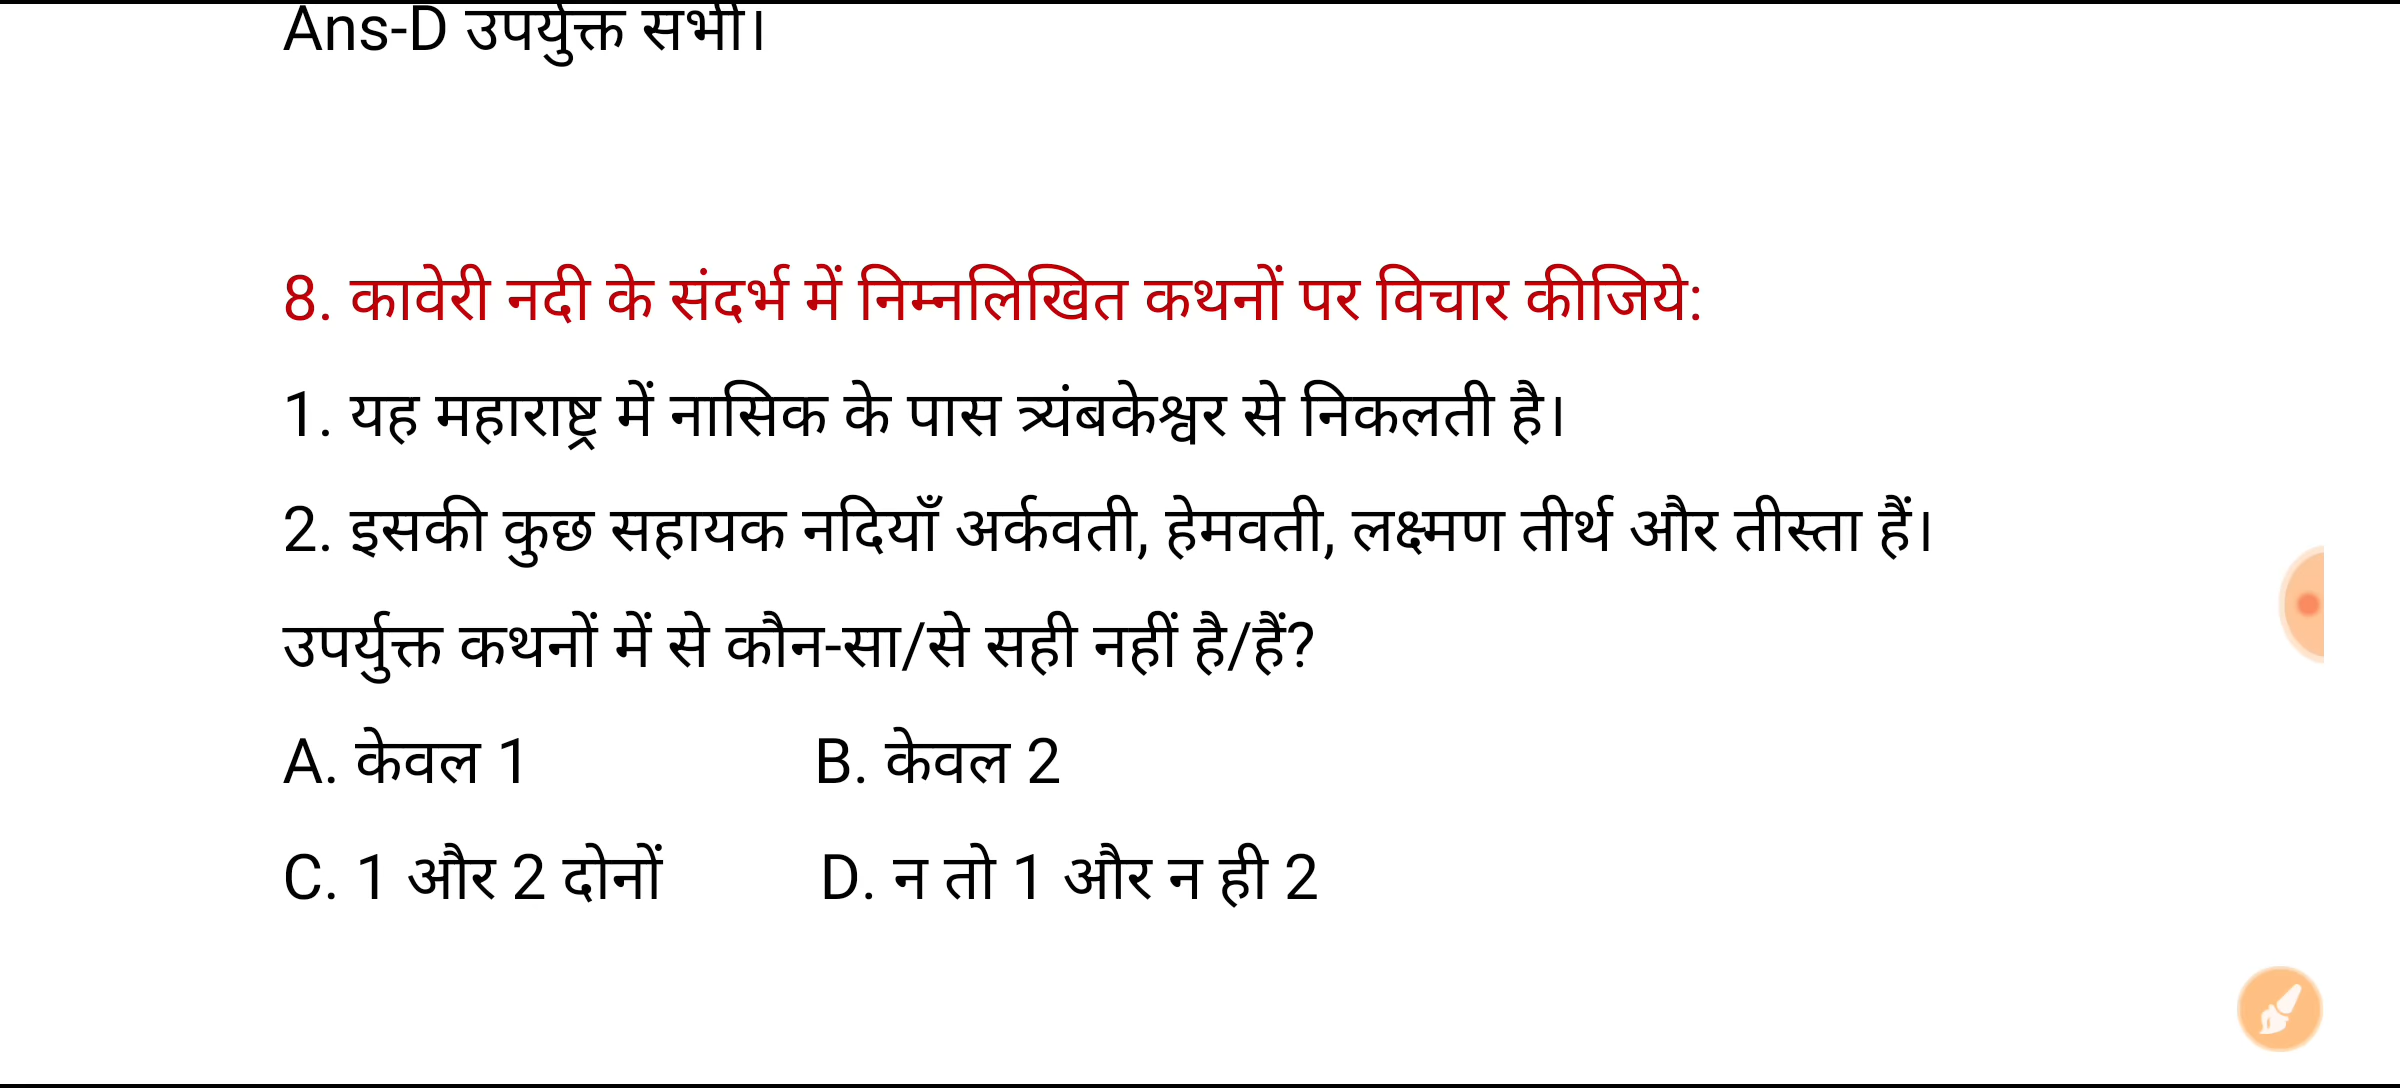 Ans-D उपर्युक्त सभी।
8. कावेरी नदी के संदर्भ में निम्नलिखित कथनों पर विचार कीजिये:
1. यह महाराष्ट्र में नासिक के पास त्र्यंबकेश्वर से निकलती है।
2. इसकी कुछ सहायक नदियाँ अर्कवती, हेमवती, लक्ष्मण तीर्थ और तीस्ता हैं।
उपर्युक्त कथनों में से कौन-सा/से सही नहीं है/हैं?
A. केवल 1 B. केवल 2
C. 1 और 2 दोनों D. न तो 1 और न ही 2